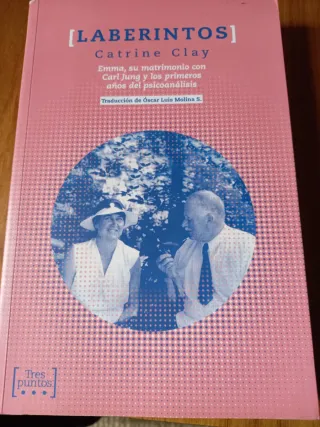 [LABERINTOS]
Catrine Clay
Emma, su matrimonio con
Carl Jung y los primeros
años del psicoanálisis
Traducción de Óscar Luis Molina S.
[Tres
puntos]